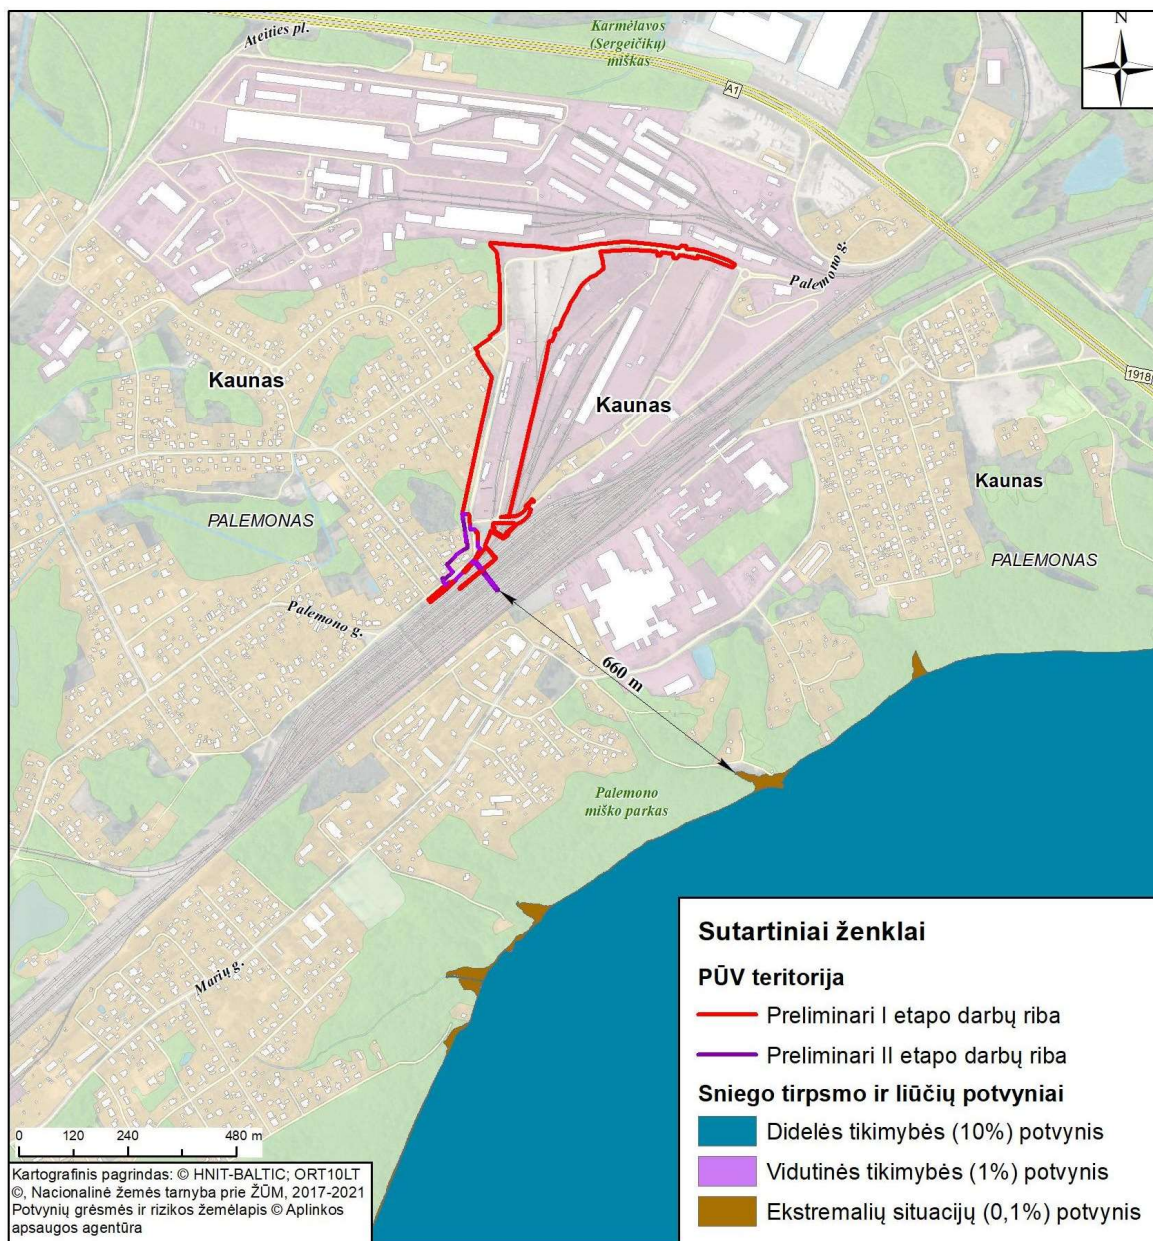 Ateities pl.
Karmėlavos
(Sergeičikų)
miškas
N
A1
Palemono g.
Kaunas
1918
Kaunas
Kaunas
PALEMONAS
PALEMONAS
Palemono g.
660 m
Palemono
miško parkas
Marių g.
Sutartiniai ženklai
PŪV teritorija
Preliminari I etapo darbų riba
Preliminari II etapo darbų riba
Sniego tirpsmo ir liūčių potvyniai
Didelės tikimybės (10%) potvynis
Vidutinės tikimybės (1%) potvynis
Ekstremalių situacijų (0,1%) potvynis
0 120 240 480 m
Kartografinis pagrindas: © HNIT-BALTIC; ORT10LT
©, Nacionalinė žemės tarnyba prie ŽŪM, 2017-2021
Potvynių grėsmės ir rizikos žemėlapis © Aplinkos
apsaugos agentūra